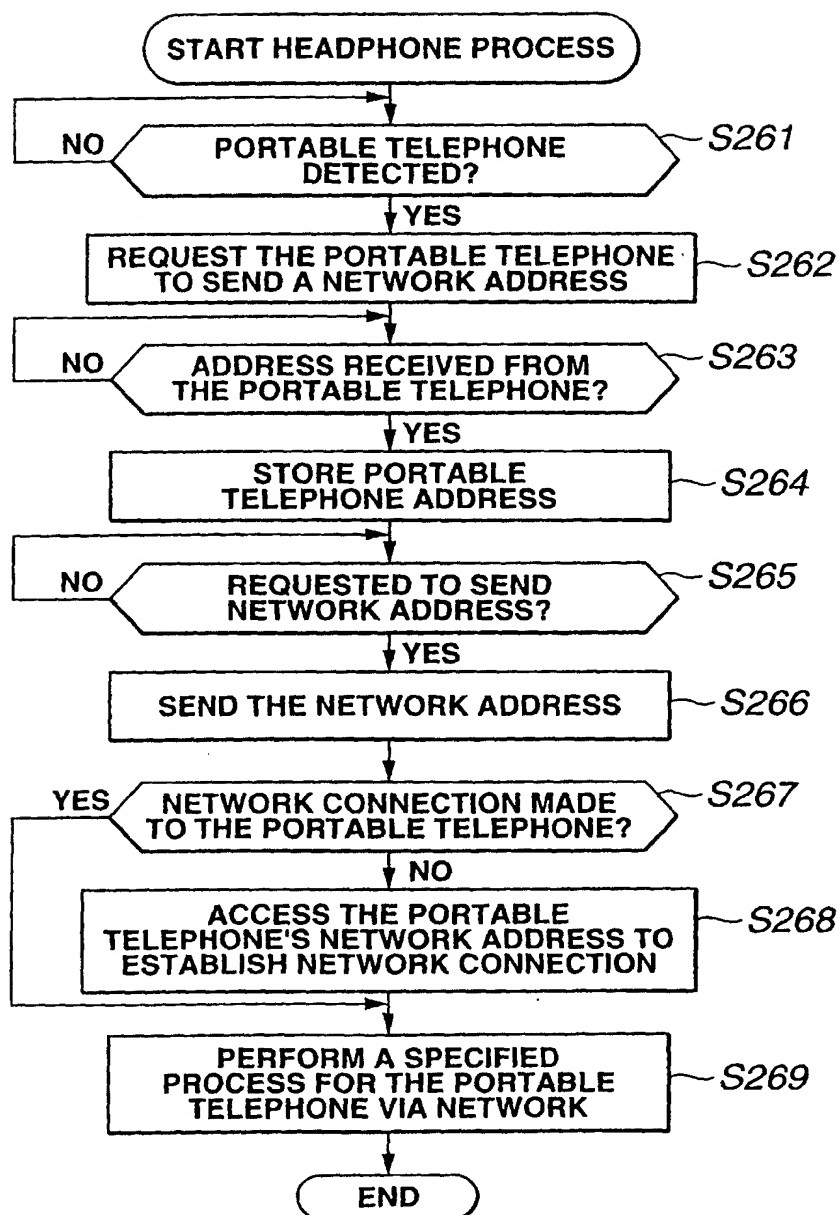 START HEADPHONE PROCESS
NO
PORTABLE TELEPHONE
DETECTED?
S261
YES
REQUEST THE PORTABLE TELEPHONE
TO SEND A NETWORK ADDRESS
S262
NO
ADDRESS RECEIVED FROM
THE PORTABLE TELEPHONE?
S263
YES
STORE PORTABLE
TELEPHONE ADDRESS
S264
NO
REQUESTED TO SEND
NETWORK ADDRESS?
S265
YES
SEND THE NETWORK ADDRESS
S266
YES
NETWORK CONNECTION MADE
TO THE PORTABLE TELEPHONE?
S267
NO
ACCESS THE PORTABLE
TELEPHONE'S NETWORK ADDRESS TO
ESTABLISH NETWORK CONNECTION
S268
PERFORM A SPECIFIED
PROCESS FOR THE PORTABLE
TELEPHONE VIA NETWORK
S269
END